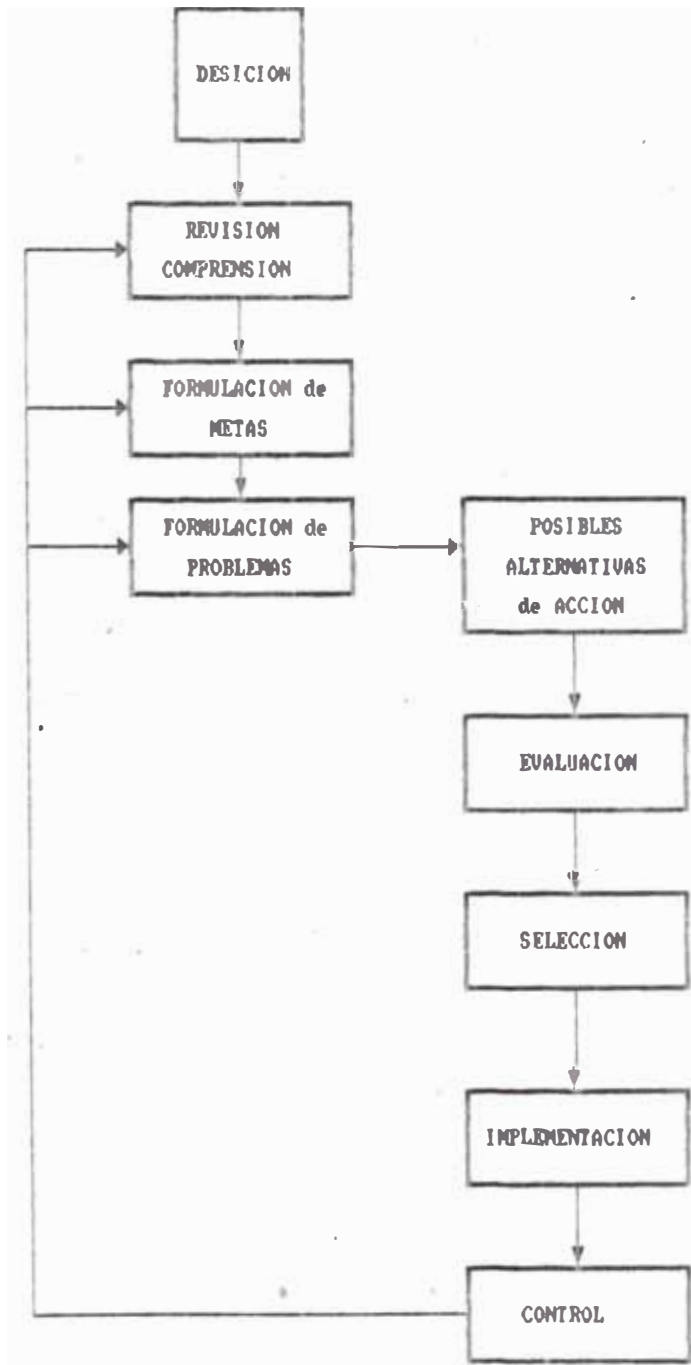 DESICION
REVISION
COMPRENSION
FORMULACION de
METAS
FORMULACION de
PROBLEMAS
POSIBLES
ALTERNATIVAS
de ACCION
EVALUACION
SELECCION
IMPLEMENTACION
CONTROL